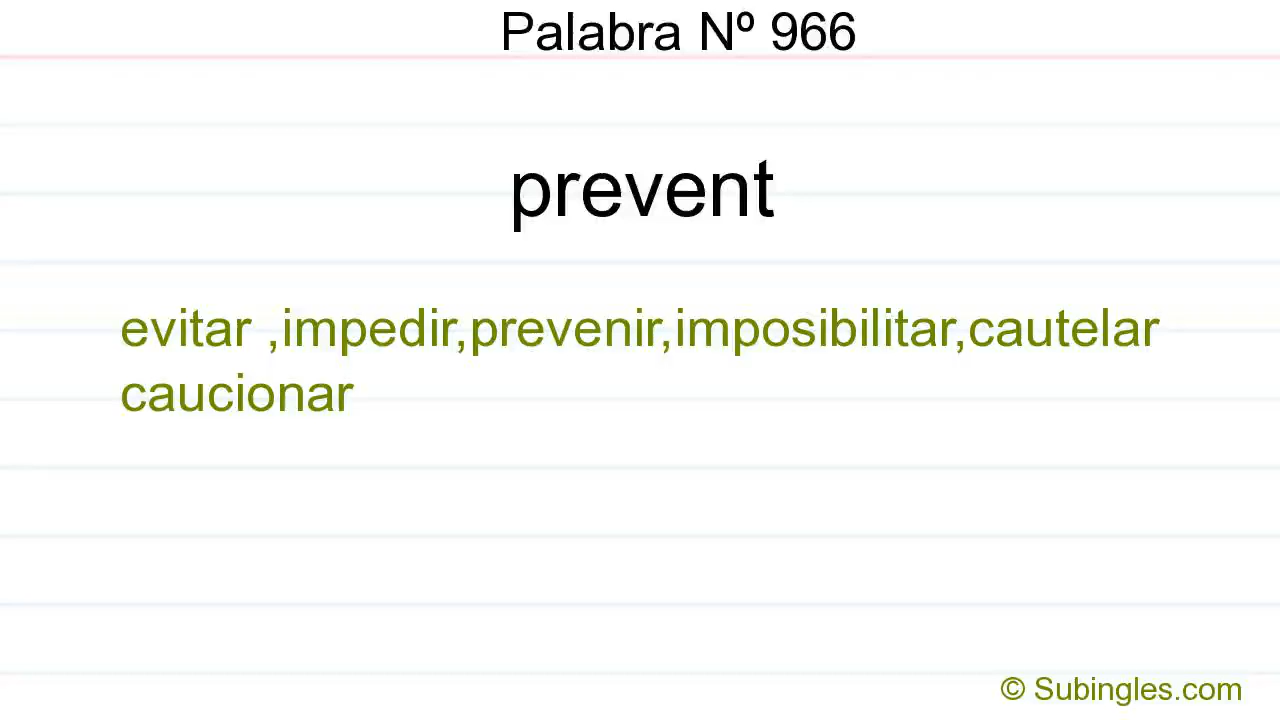 Palabra Nº 966
prevent
evitar ,impedir,prevenir,imposibilitar,cautelar
caucionar
© Subingles.com